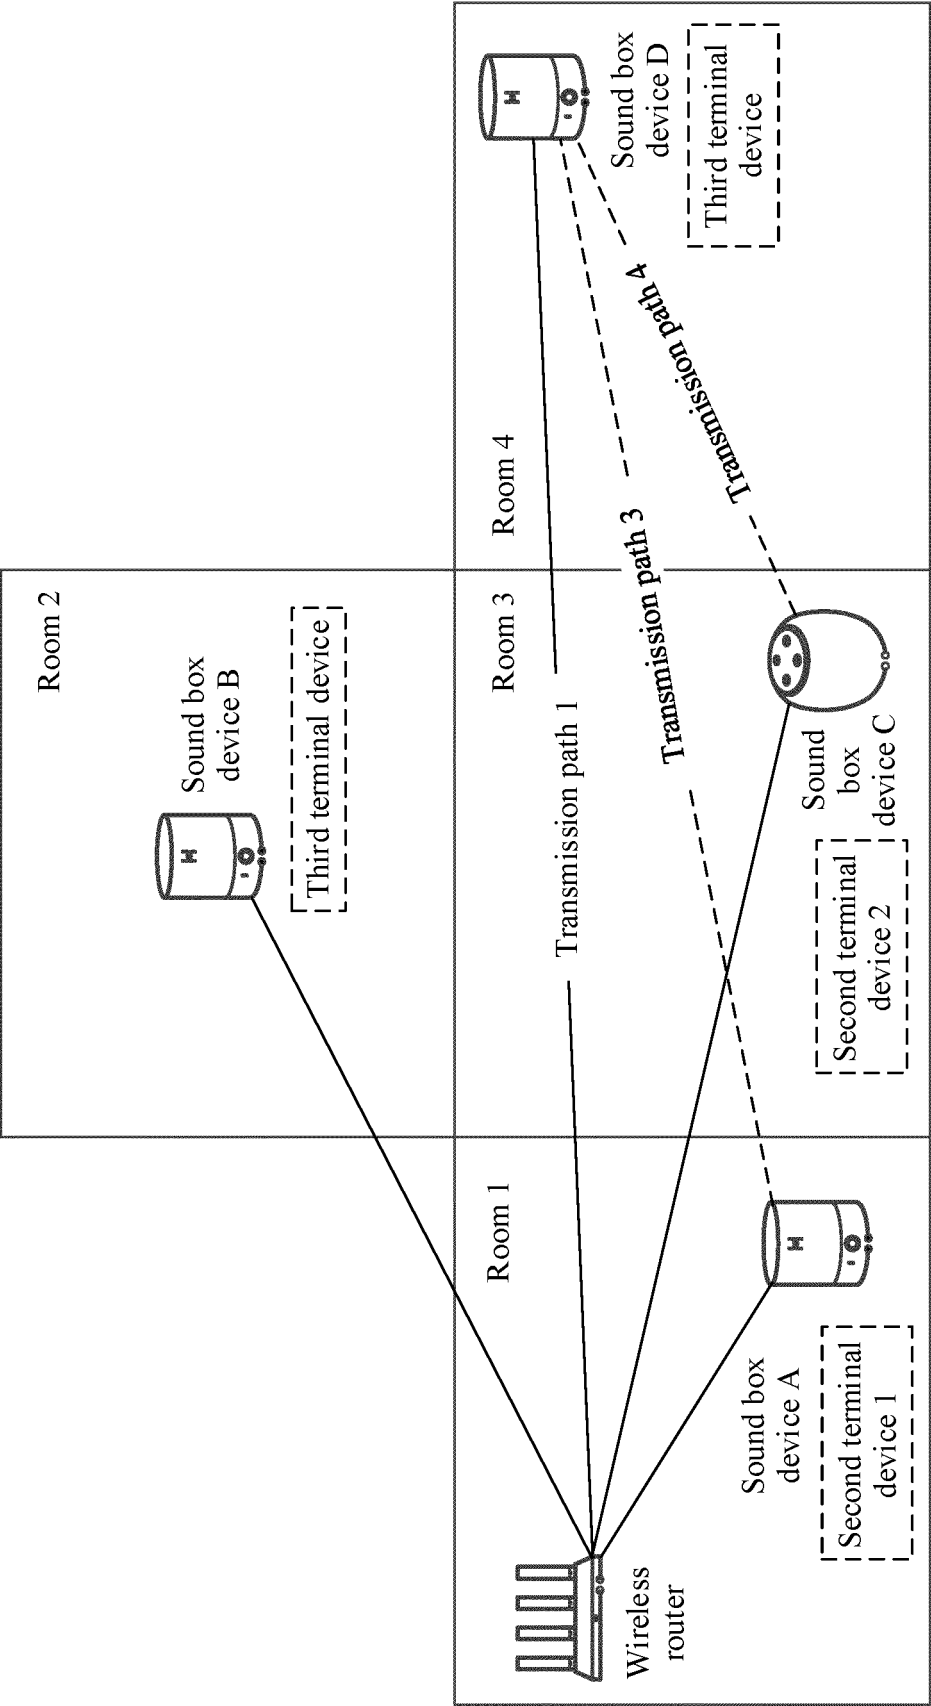 Room 2
Sound box
device B
Third terminal device
Wireless
router
Room 1
Sound box
device A
Second terminal
device 1
Room 3
Transmission path 1
Transmission path 3
Sound
box
device C
Second terminal
device 2
Room 4
Transmission path 4
Sound box
device D
Third terminal
device